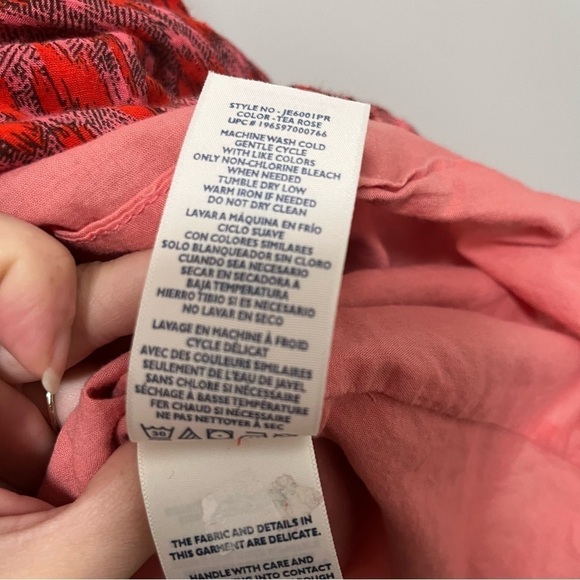 STYLE NO - JE6001PR
COLOR - TEA ROSE
UPC # 196597000766
MACHINE WASH COLD
GENTLE CYCLE
WITH LIKE COLORS
ONLY NON-CHLORINE BLEACH
WHEN NEEDED
TUMBLE DRY LOW
WARM IRON IF NEEDED
DO NOT DRY CLEAN
LAVAR A MÁQUINA EN FRÍO
CICLO SUAVE
CON COLORES SIMILARES
SOLO BLANQUEADOR SIN CLORO
CUANDO SEA NECESARIO
SECAR EN SECADORA A
BAJA TEMPERATURA
HIERRO TIBIO SI ES NECESARIO
NO LAVAR EN SECO
LAVAGE EN MACHINE À FROID
CYCLE DÉLICAT
AVEC DES COULEURS SIMILAIRES
SEULEMENT DE L'EAU DE JAVEL
SANS CHLORE SI NÉCESSAIRE
SÉCHAGE À BASSE TEMPÉRATURE
FER CHAUD SI NÉCESSAIRE
NE PAS NETTOYER À SEC
30
THE FABRIC AND DETAILS IN
THIS GARMENT ARE DELICATE.
HANDLE WITH CARE AND
INTO CONTACT